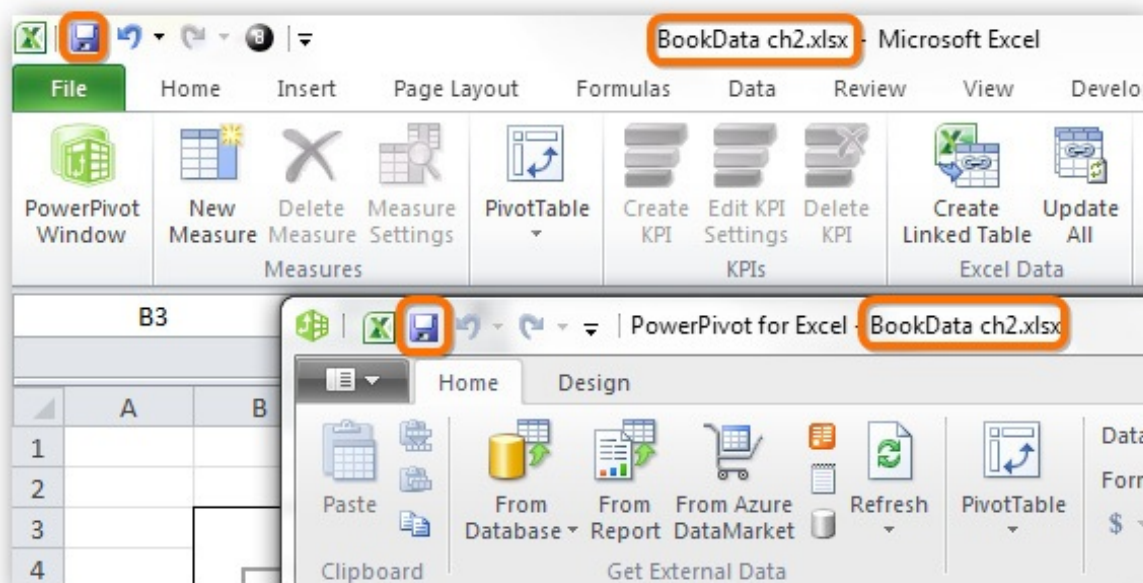 BookData ch2.xlsx - Microsoft Excel
File Home Insert Page Layout Formulas Data Review View Develo
PowerPivot Window
New Measure
Delete Measure
Measure Settings
PivotTable
Create KPI
Edit KPI Settings
Delete KPI
Create Linked Table
Update All
Measures KPIs Excel Data
B3
PowerPivot for Excel - BookData ch2.xlsx
Home Design
A B
1
2
3
4
Paste
From Database
From Report
From Azure DataMarket
Refresh
PivotTable
Data
Form
$
Clipboard Get External Data